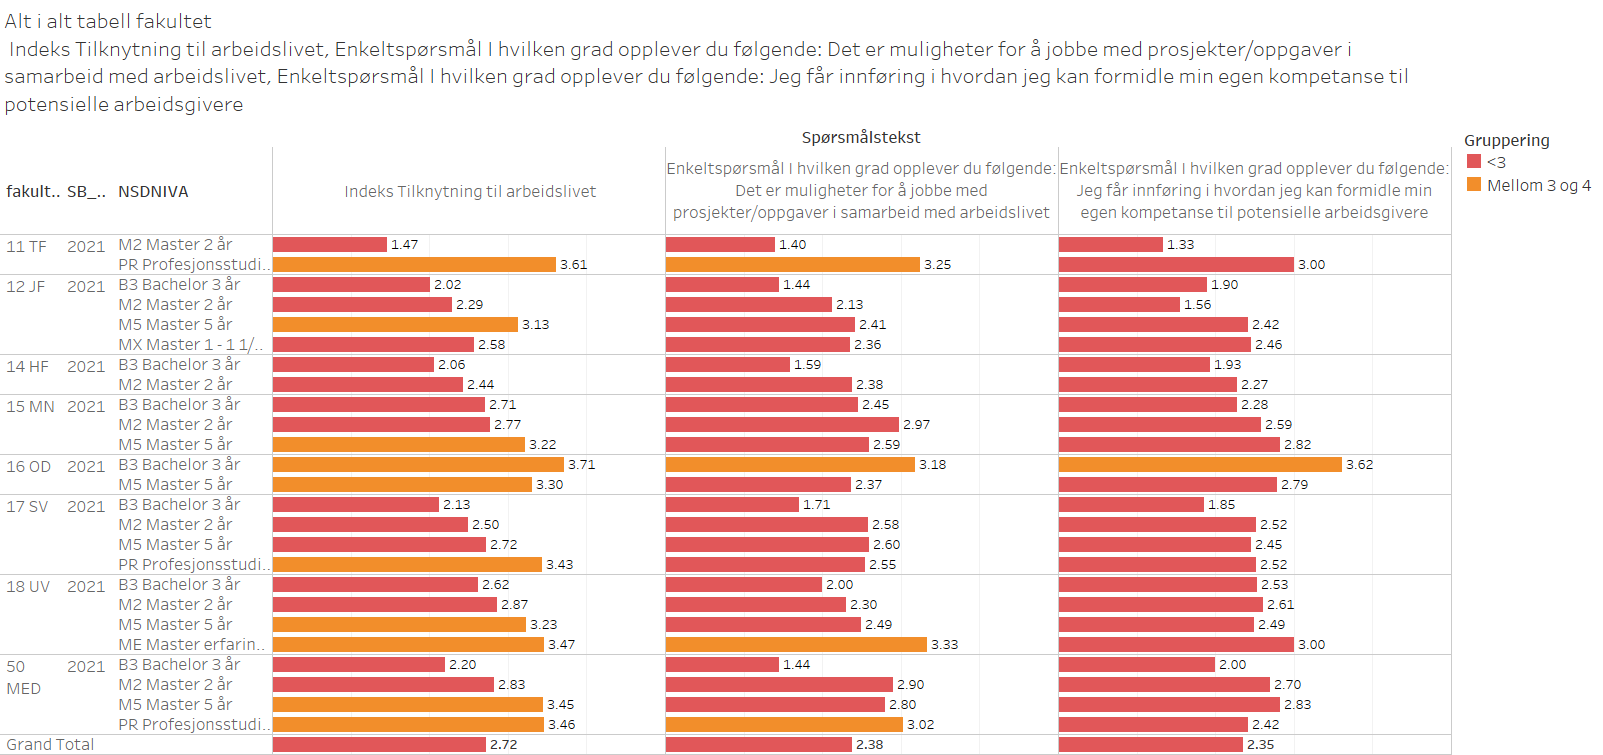 Alt i alt tabell fakultet
Indeks Tilknytning til arbeidslivet, Enkeltspørsmål I hvilken grad opplever du følgende: Det er muligheter for å jobbe med prosjekter/oppgaver i
samarbeid med arbeidslivet, Enkeltspørsmål I hvilken grad opplever du følgende: Jeg får innføring i hvordan jeg kan formidle min egen kompetanse til
potensielle arbeidsgivere
Spørsmålstekst
Gruppering
<3
Mellom 3 og 4
fakult.. SB_.. NSDNIVA
Indeks Tilknytning til arbeidslivet
Enkeltspørsmål I hvilken grad opplever du følgende:
Det er muligheter for å jobbe med
prosjekter/oppgaver i samarbeid med arbeidslivet
Enkeltspørsmål I hvilken grad opplever du følgende:
Jeg får innføring i hvordan jeg kan formidle min
egen kompetanse til potensielle arbeidsgivere
11 TF 2021 M2 Master 2 år 1.47 1.40 1.33
PR Profesjonsstudi.. 3.61 3.25 3.00
12 JF 2021 B3 Bachelor 3 år 2.02 1.44 1.90
M2 Master 2 år 2.29 2.13 1.56
M5 Master 5 år 3.13 2.41 2.42
MX Master 1 - 1 1/.. 2.58 2.36 2.46
14 HF 2021 B3 Bachelor 3 år 2.06 1.59 1.93
M2 Master 2 år 2.44 2.38 2.27
15 MN 2021 B3 Bachelor 3 år 2.71 2.45 2.28
M2 Master 2 år 2.77 2.97 2.59
M5 Master 5 år 3.22 2.59 2.82
16 OD 2021 B3 Bachelor 3 år 3.71 3.18 3.62
M5 Master 5 år 3.30 2.37 2.79
17 SV 2021 B3 Bachelor 3 år 2.13 1.71 1.85
M2 Master 2 år 2.50 2.58 2.52
M5 Master 5 år 2.72 2.60 2.45
PR Profesjonsstudi.. 3.43 2.55 2.52
18 UV 2021 B3 Bachelor 3 år 2.62 2.00 2.53
M2 Master 2 år 2.87 2.30 2.61
M5 Master 5 år 3.23 2.49 2.49
ME Master erfarin.. 3.47 3.33 3.00
50 MED 2021 B3 Bachelor 3 år 2.20 1.44 2.00
M2 Master 2 år 2.83 2.90 2.70
M5 Master 5 år 3.45 2.80 2.83
PR Profesjonsstudi.. 3.46 3.02 2.42
Grand Total 2.72 2.38 2.35